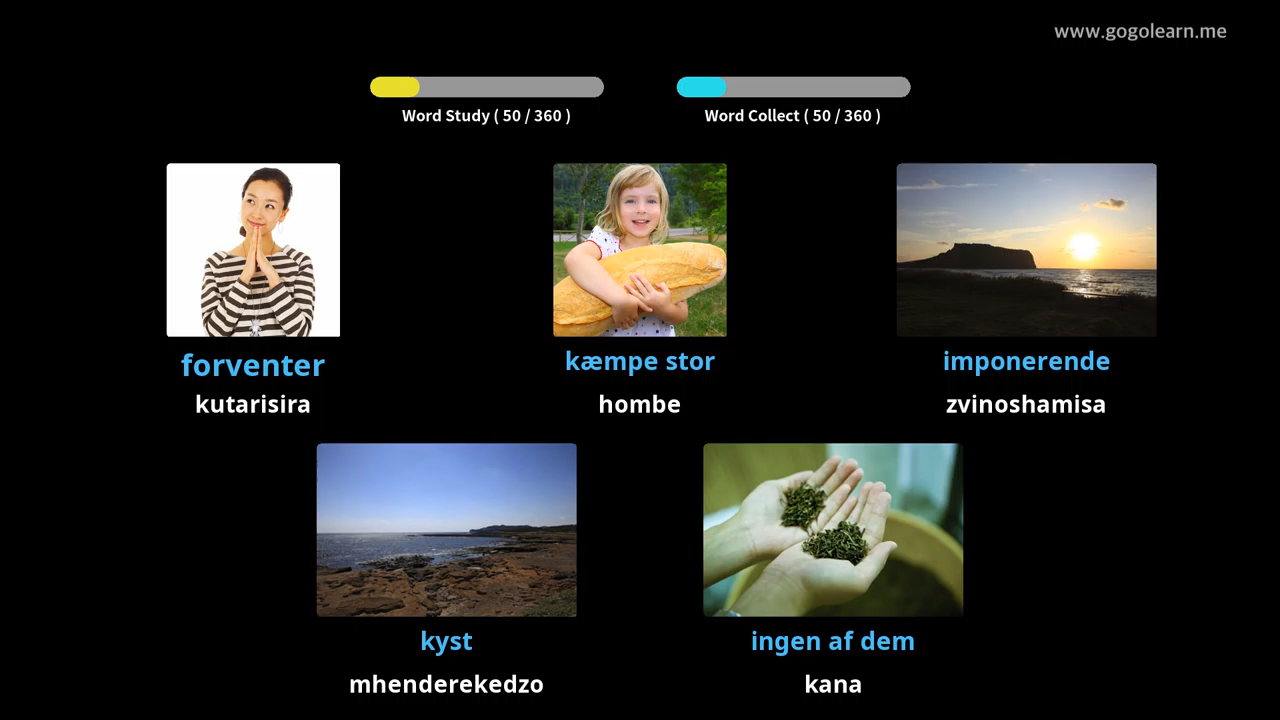 www.gogolearn.me
Word Study ( 50 / 360 )
Word Collect ( 50 / 360 )
forventer
kutarisira
kæmpe stor
hombe
imponerende
zvinoshamisa
kyst
mhenderekedzo
ingen af dem
kana